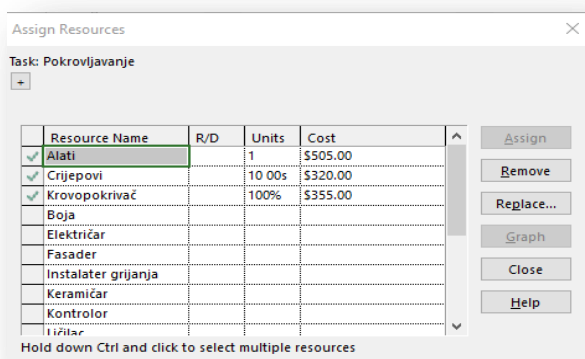 Assign Resources
Task: Pokrovljavanje
+
Resource Name R/D Units Cost
Alati 1 $505.00
Crijepovi 10 00s $320.00
Krovopokrivač 100% $355.00
Boja
Električar
Fasader
Instalater grijanja
Keramičar
Kontrolor
Ličilac
Assign
Remove
Replace...
Graph
Close
Help
Hold down Ctrl and click to select multiple resources